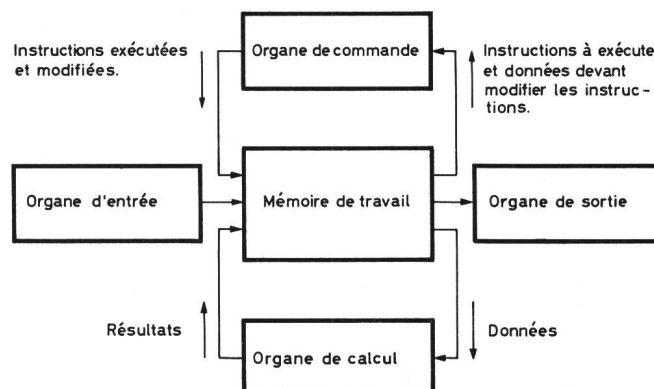 Instructions exécutées
et modifiées.
Organe de commande
Instructions à exécute
et données devant
modifier les instruc-
tions.
Organe d'entrée
Mémoire de travail
Organe de sortie
Résultats
Organe de calcul
Données